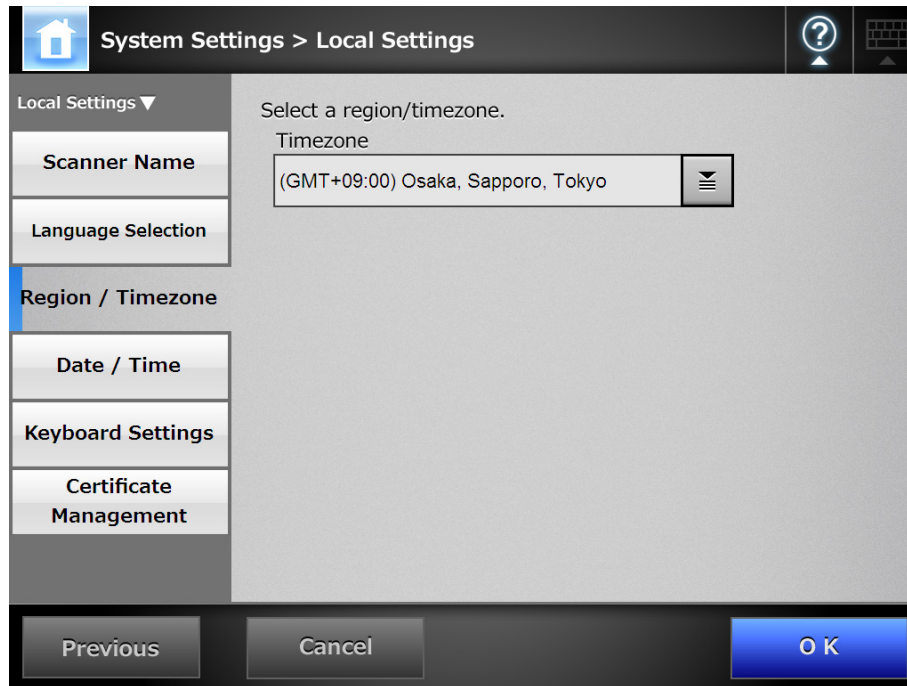 System Settings > Local Settings
Local Settings ▼
Scanner Name
Language Selection
Region / Timezone
Date / Time
Keyboard Settings
Certificate
Management
Select a region/timezone.
Timezone
(GMT+09:00) Osaka, Sapporo, Tokyo
Previous
Cancel
O K